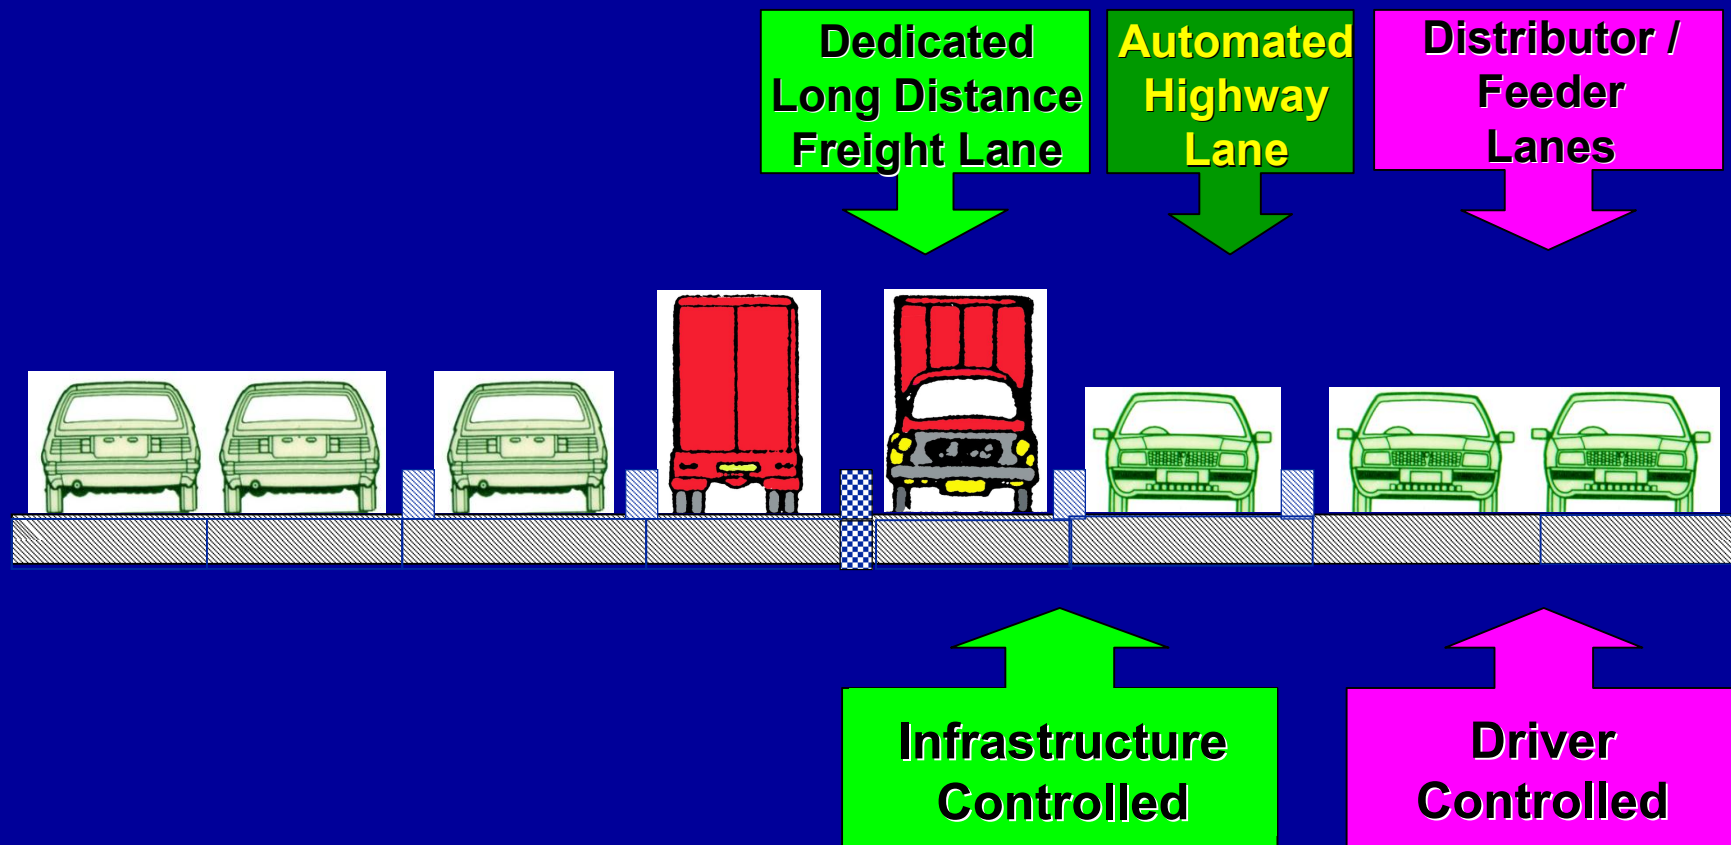 Dedicated
Long Distance
Freight Lane
Automated
Highway
Lane
Distributor /
Feeder
Lanes
Infrastructure
Controlled
Driver
Controlled